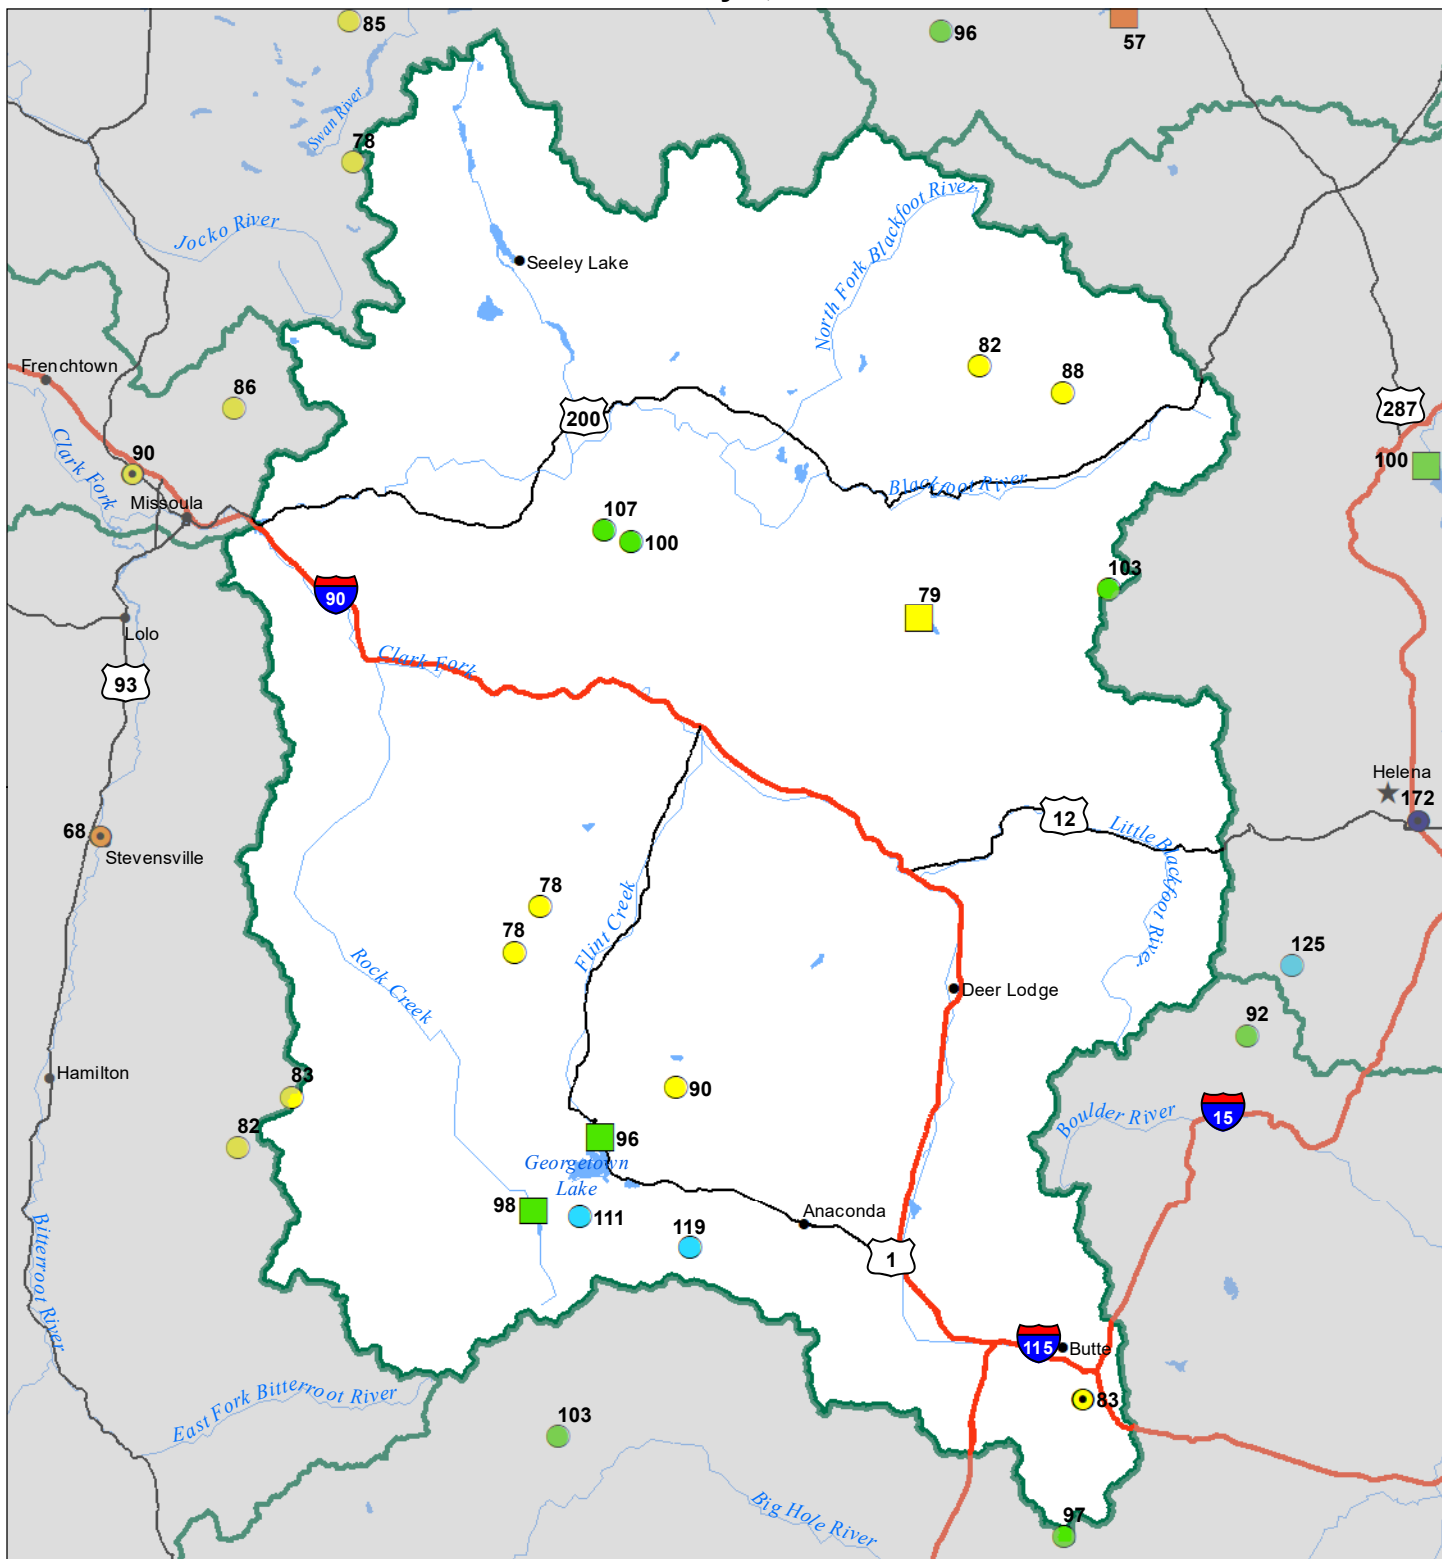 85
96
57
Swan River
78
Jocko River
North Fork Blackfoot River
Seeley Lake
Frenchtown
82
88
86
200
287
90
Clark Fork
100
Missoula
Blackfoot River
107
100
103
90
79
Lolo
Clark Fork
93
Helena
172
12
Little Blackfoot River
68
Stevensville
78
Flint Creek
78
125
Rock Creek
Deer Lodge
92
Hamilton
83
90
15
Boulder River
82
96
Georgetown
Lake
98
111
Anaconda
119
1
Bitterroot River
115
Butte
83
East Fork Bitterroot River
103
Big Hole River
97